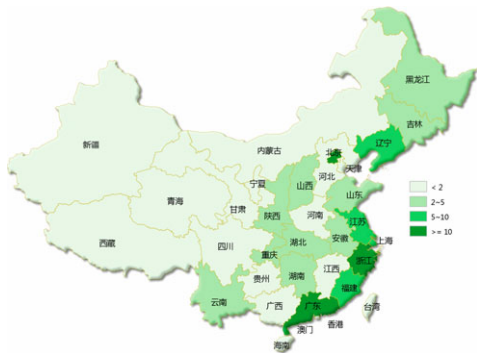 黑龙江
吉林
辽宁
新疆
内蒙古
北京
天津
河北
宁夏
山西
山东
青海
甘肃
陕西
河南
江苏
西藏
四川
重庆
湖北
安徽
上海
浙江
江西
湖南
贵州
福建
云南
广西
广东
台湾
香港
澳门
海南
< 2
2~5
5~10
>= 10